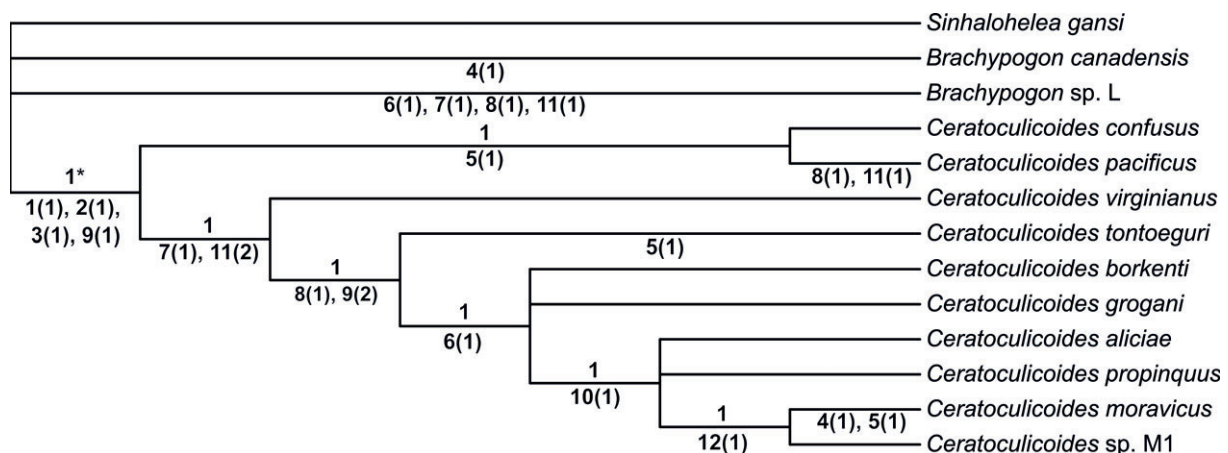 Sinhalohelea gansi
Brachypogon canadensis
4(1)
Brachypogon sp. L
6(1), 7(1), 8(1), 11(1)
1
Ceratoculicoides confusus
5(1)
Ceratoculicoides pacificus
8(1), 11(1)
1*
1(1), 2(1),
3(1), 9(1)
Ceratoculicoides virginianus
1
7(1), 11(2)
Ceratoculicoides tontoeguri
5(1)
1
8(1), 9(2)
Ceratoculicoides borkenti
Ceratoculicoides grogani
1
6(1)
Ceratoculicoides aliciae
Ceratoculicoides propinquus
1
10(1)
Ceratoculicoides moravicus
4(1), 5(1)
1
12(1)
Ceratoculicoides sp. M1